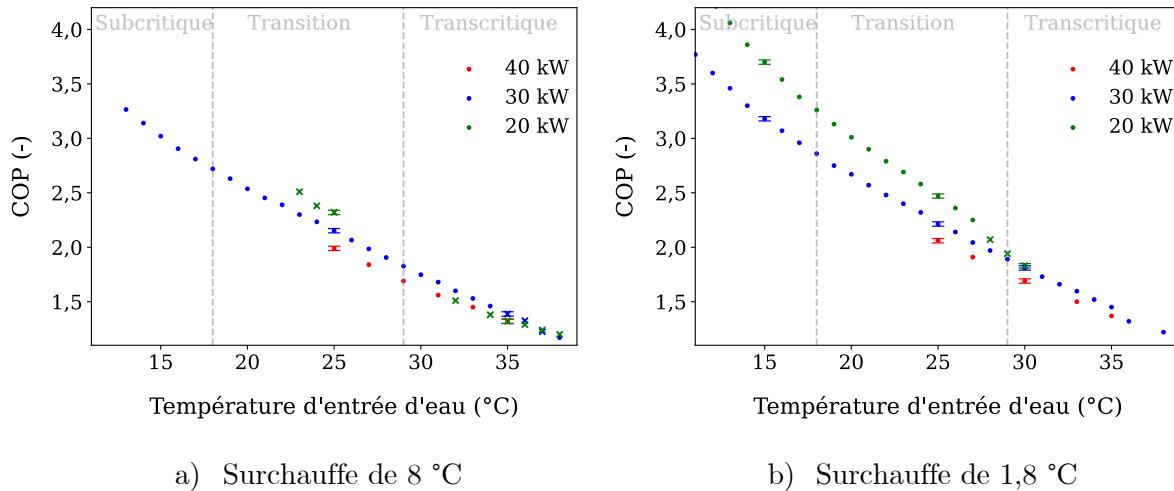 Subcritique Transition Transcritique
4,0
3,5
3,0
2,5
2,0
1,5
COP (-)
40 kW
30 kW
20 kW
15 20 25 30 35
Température d'entrée d'eau (°C)
a) Surchauffe de 8 °C
Subcritique Transition Transcritique
4,0
3,5
3,0
2,5
2,0
1,5
COP (-)
40 kW
30 kW
20 kW
15 20 25 30 35
Température d'entrée d'eau (°C)
b) Surchauffe de 1,8 °C